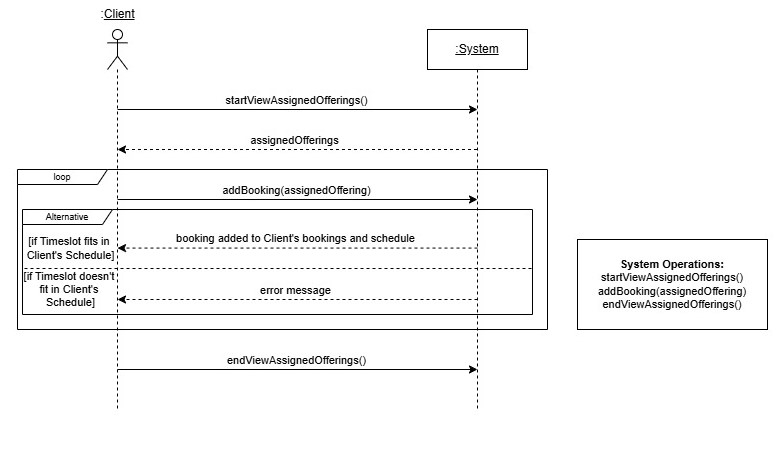 :Client
:System
startViewAssignedOfferings()
assignedOfferings
loop
addBooking(assignedOffering)
Alternative
[if Timeslot fits in
Client's Schedule]
booking added to Client's bookings and schedule
[if Timeslot doesn't
fit in Client's
Schedule]
error message
endViewAssignedOfferings()
System Operations:
startViewAssignedOfferings()
addBooking(assignedOffering)
endViewAssignedOfferings()